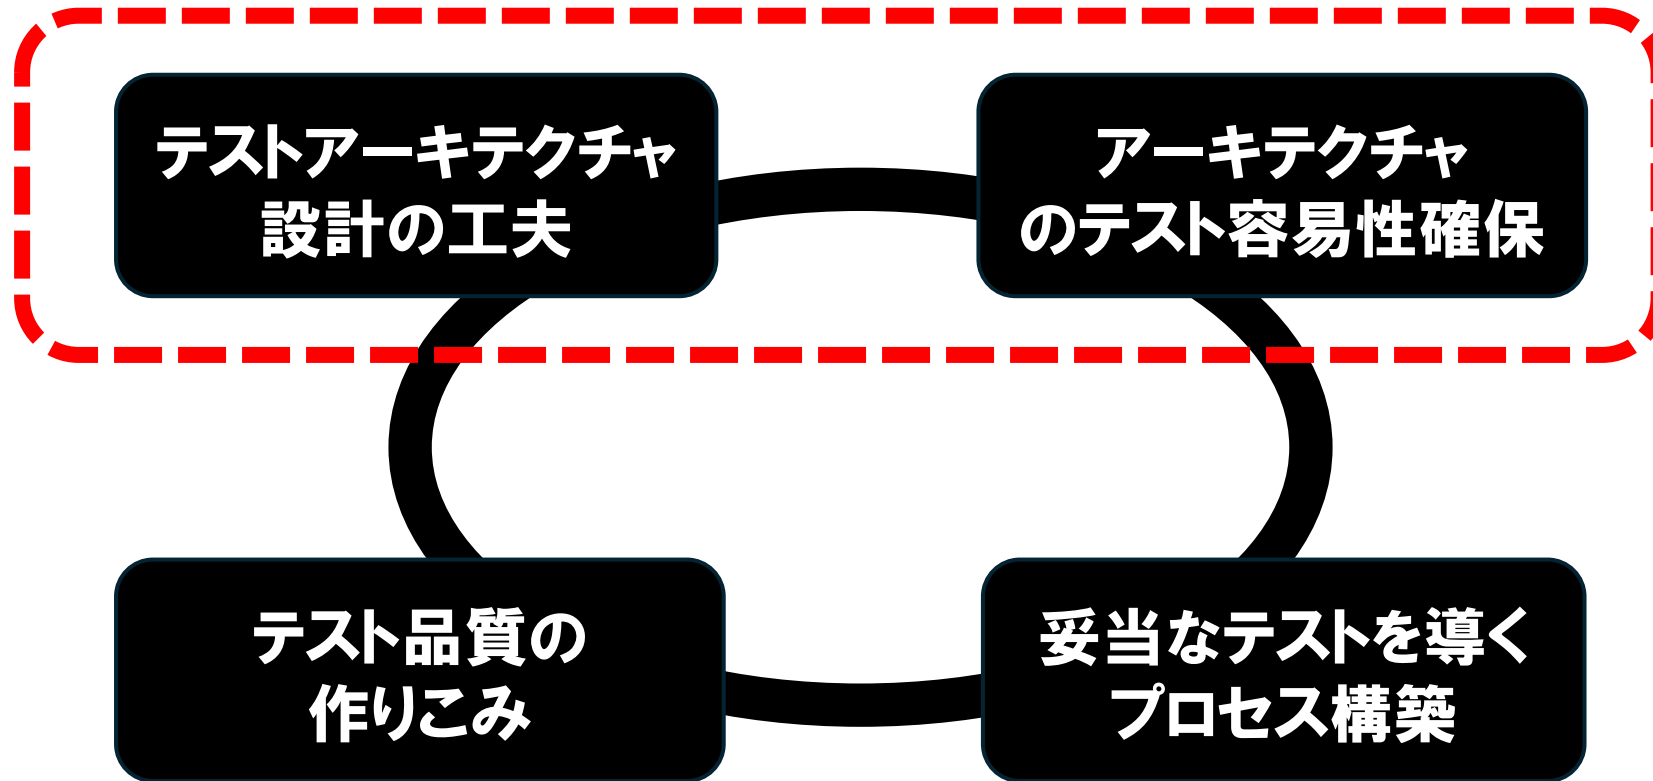 テストアーキテクチャ
設計の工夫
アーキテクチャ
のテスト容易性確保
テスト品質の
作りこみ
妥当なテストを導く
プロセス構築